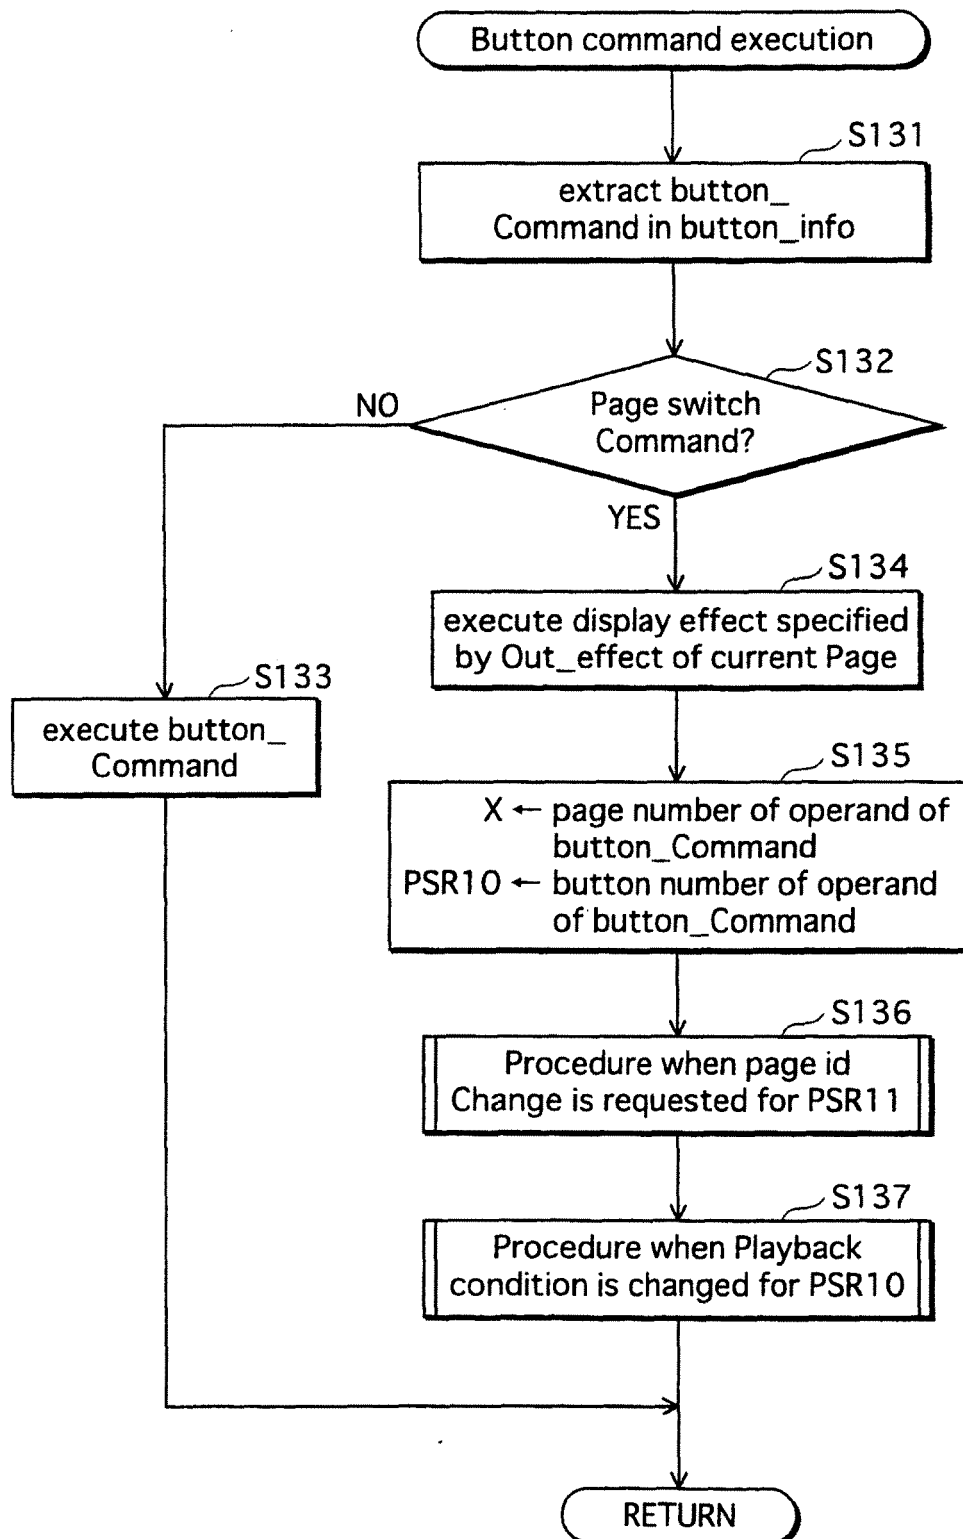 Button command execution
S131
extract button_
Command in button_info
S132
Page switch
Command?
NO
YES
S134
execute display effect specified
by Out_effect of current Page
S133
execute button_
Command
S135
X ← page number of operand of
button_Command
PSR10 ← button number of operand
of button_Command
S136
Procedure when page id
Change is requested for PSR11
S137
Procedure when Playback
condition is changed for PSR10
RETURN